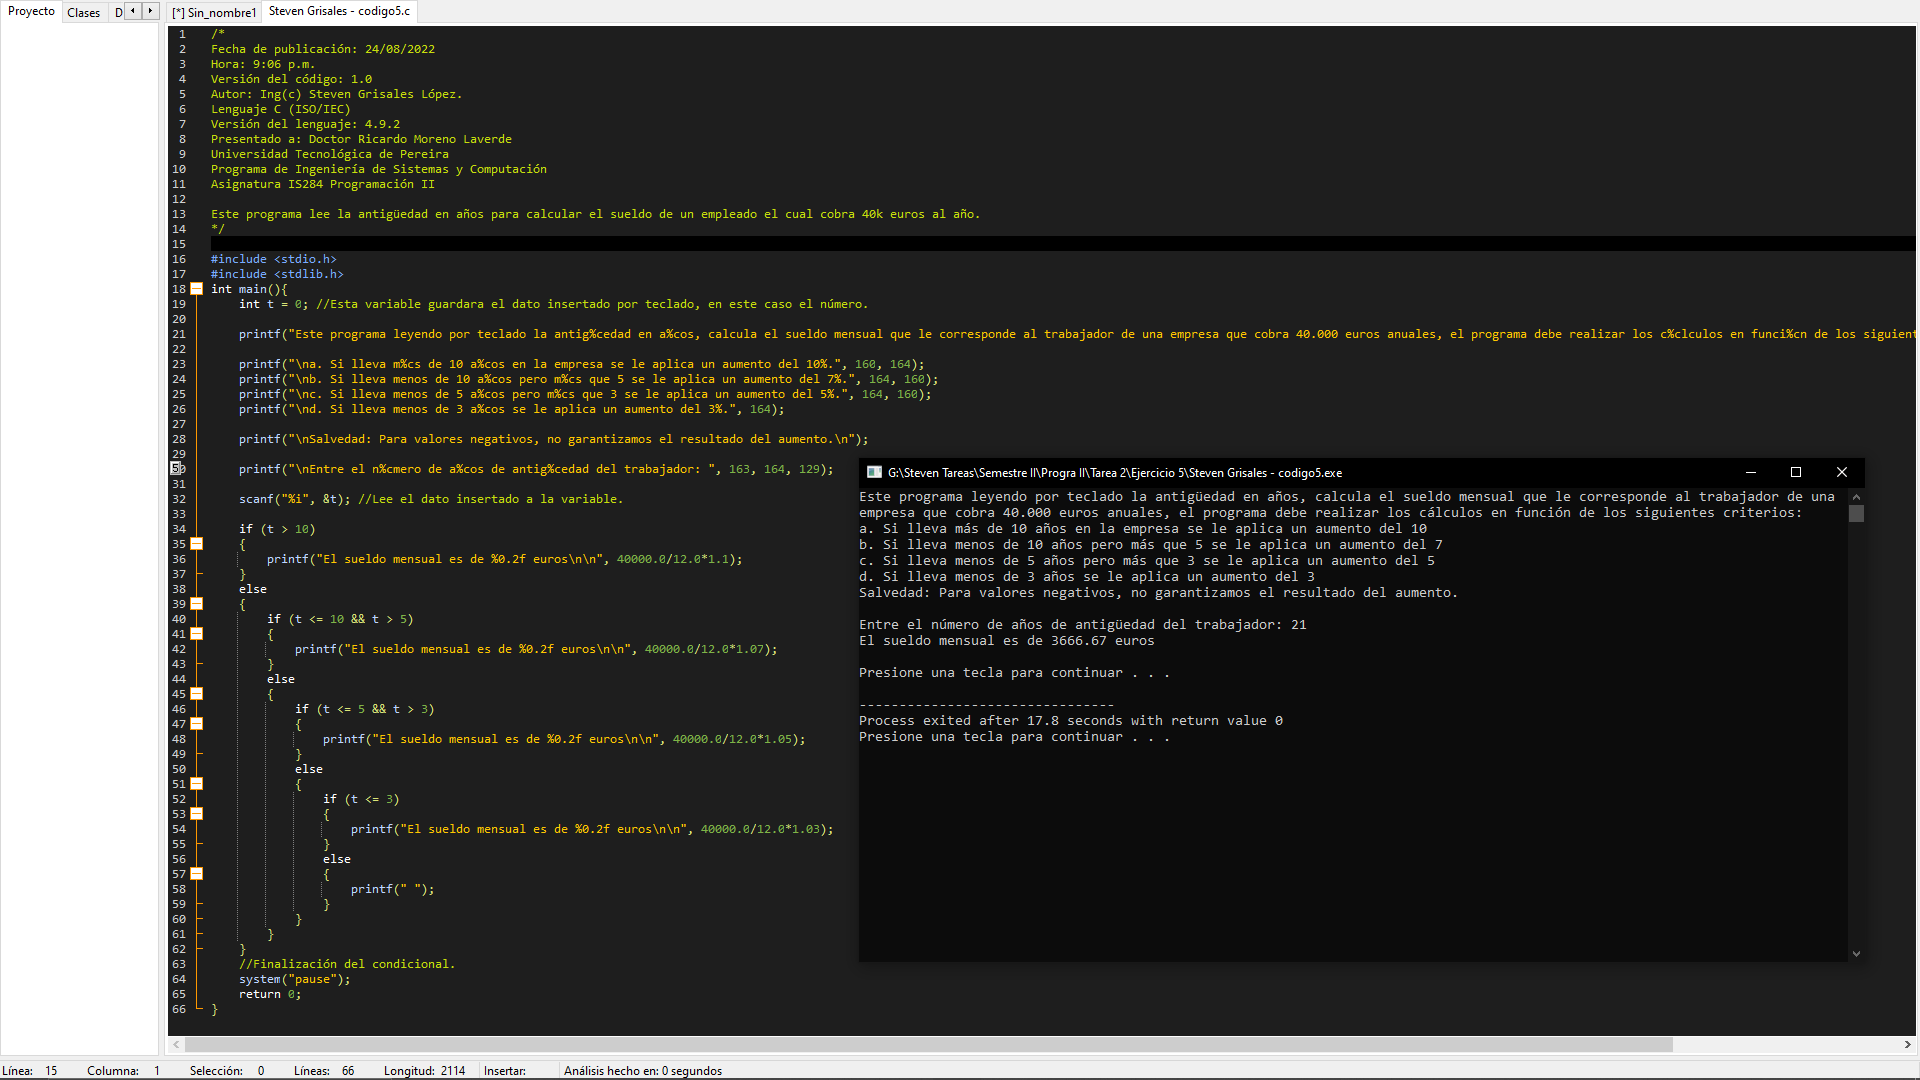 Proyecto Clases D [*] Sin_nombre1 Steven Grisales - codigo5.c
1 /*
2 Fecha de publicación: 24/08/2022
3 Hora: 9:06 p.m.
4 Versión del código: 1.0
5 Autor: Ing(c) Steven Grisales López.
6 Lenguaje C (ISO/IEC)
7 Versión del lenguaje: 4.9.2
8 Presentado a: Doctor Ricardo Moreno Laverde
9 Universidad Tecnológica de Pereira
10 Programa de Ingeniería de Sistemas y Computación
11 Asignatura IS284 Programación II
12
13 Este programa lee la antigüedad en años para calcular el sueldo de un empleado el cual cobra 40k euros al año.
14 */
15
16 #include <stdio.h>
17 #include <stdlib.h>
18 int main(){
19 int t = 0; //Esta variable guardara el dato insertado por teclado, en este caso el número.
20
21 printf("Este programa leyendo por teclado la antig%cedad en a%cos, calcula el sueldo mensual que le corresponde al trabajador de una empresa que cobra 40.000 euros anuales, el programa debe realizar los c%clculos en funci%cn de los siguient
22
23 printf("\na. Si lleva m%cs de 10 a%cos en la empresa se le aplica un aumento del 10%.", 160, 164);
24 printf("\nb. Si lleva menos de 10 a%cos pero m%cs que 5 se le aplica un aumento del 7%.", 164, 160);
25 printf("\nc. Si lleva menos de 5 a%cos pero m%cs que 3 se le aplica un aumento del 5%.", 164, 160);
26 printf("\nd. Si lleva menos de 3 a%cos se le aplica un aumento del 3%.", 164);
27
28 printf("\nSalvedad: Para valores negativos, no garantizamos el resultado del aumento.\n");
29
50 printf("\nEntre el n%cmero de a%cos de antig%cedad del trabajador: ", 163, 164, 129);
31
32 scanf("%i", &t); //Lee el dato insertado a la variable.
33
34 if (t > 10)
35 {
36 printf("El sueldo mensual es de %0.2f euros\n\n", 40000.0/12.0*1.1);
37 }
38 else
39 {
40 if (t <= 10 && t > 5)
41 {
42 printf("El sueldo mensual es de %0.2f euros\n\n", 40000.0/12.0*1.07);
43 }
44 else
45 {
46 if (t <= 5 && t > 3)
47 {
48 printf("El sueldo mensual es de %0.2f euros\n\n", 40000.0/12.0*1.05);
49 }
50 else
51 {
52 if (t <= 3)
53 {
54 printf("El sueldo mensual es de %0.2f euros\n\n", 40000.0/12.0*1.03);
55 }
56 else
57 {
58 printf(" ");
59 }
60 }
61 }
62 }
63 //Finalización del condicional.
64 system("pause");
65 return 0;
66 }
G:\Steven Tareas\Semestre II\Progra II\Tarea 2\Ejercicio 5\Steven Grisales - codigo5.exe
Este programa leyendo por teclado la antigüedad en años, calcula el sueldo mensual que le corresponde al trabajador de una
empresa que cobra 40.000 euros anuales, el programa debe realizar los cálculos en función de los siguientes criterios:
a. Si lleva más de 10 años en la empresa se le aplica un aumento del 10
b. Si lleva menos de 10 años pero más que 5 se le aplica un aumento del 7
c. Si lleva menos de 5 años pero más que 3 se le aplica un aumento del 5
d. Si lleva menos de 3 años se le aplica un aumento del 3
Salvedad: Para valores negativos, no garantizamos el resultado del aumento.
Entre el número de años de antigüedad del trabajador: 21
El sueldo mensual es de 3666.67 euros
Presione una tecla para continuar . . .
--------------------------------
Process exited after 17.8 seconds with return value 0
Presione una tecla para continuar . . .
Línea: 15 Columna: 1 Selección: 0 Líneas: 66 Longitud: 2114 Insertar: Análisis hecho en: 0 segundos